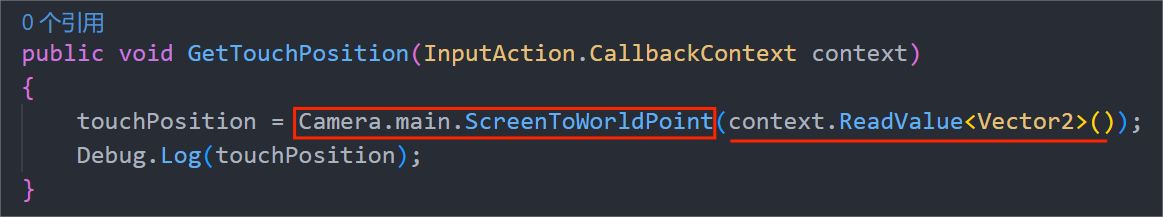 0 个引用
public void GetTouchPosition(InputAction.CallbackContext context)
{
    touchPosition = Camera.main.ScreenToWorldPoint(context.ReadValue<Vector2>());
    Debug.Log(touchPosition);
}